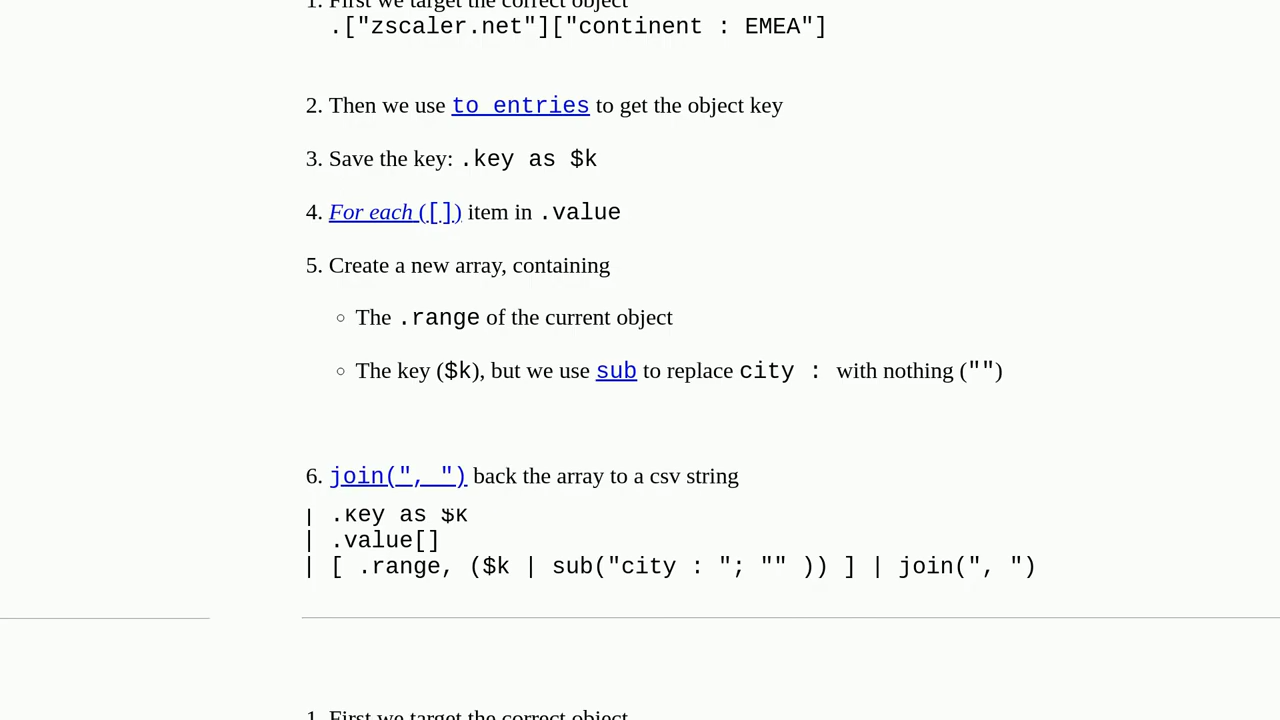 1. First we target the correct object
.["zscaler.net"]["continent : EMEA"]
2. Then we use to_entries to get the object key
3. Save the key: .key as $k
4. For each ([]) item in .value
5. Create a new array, containing
○ The .range of the current object
○ The key ($k), but we use sub to replace city : with nothing ("")
6. join(", ") back the array to a csv string
| .key as $k
| .value[]
| [ .range, ($k | sub("city : "; "" )) ] | join(", ")
1. First we target the correct object